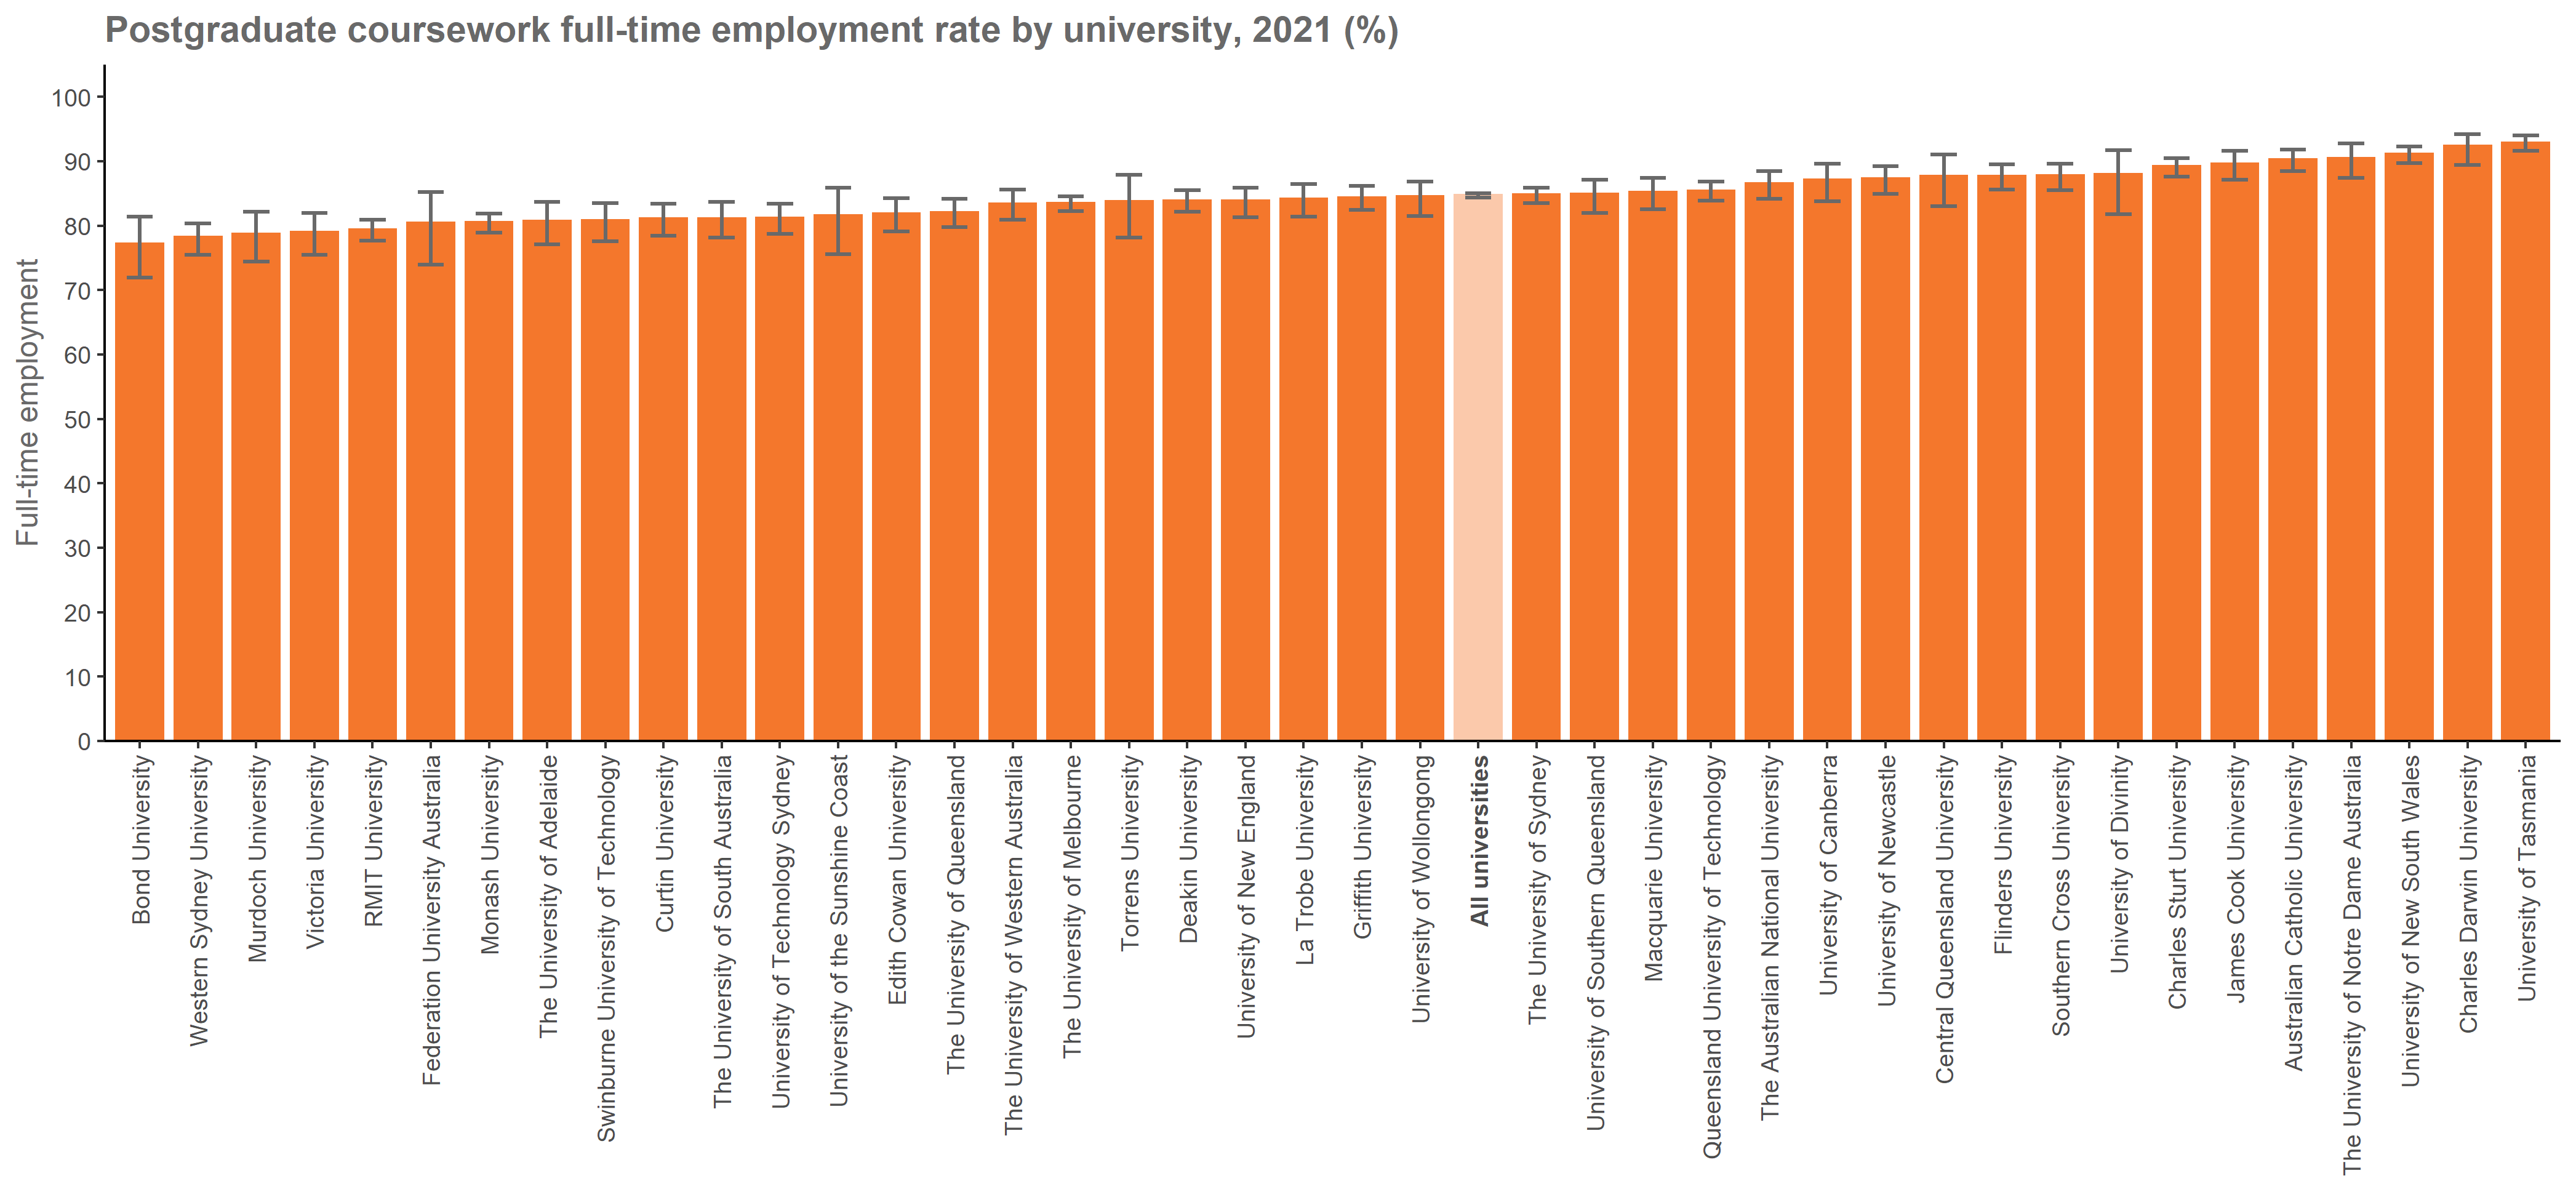 Postgraduate coursework full-time employment rate by university, 2021 (%)
Full-time employment
100
90
80
70
60
50
40
30
20
10
0
Bond University
Western Sydney University
Murdoch University
Victoria University
RMIT University
Federation University Australia
Monash University
The University of Adelaide
Swinburne University of Technology
Curtin University
The University of South Australia
University of Technology Sydney
University of the Sunshine Coast
Edith Cowan University
The University of Queensland
The University of Western Australia
The University of Melbourne
Torrens University
Deakin University
University of New England
La Trobe University
Griffith University
University of Wollongong
All universities
The University of Sydney
University of Southern Queensland
Macquarie University
Queensland University of Technology
The Australian National University
University of Canberra
University of Newcastle
Central Queensland University
Flinders University
Southern Cross University
University of Divinity
Charles Sturt University
James Cook University
Australian Catholic University
The University of Notre Dame Australia
University of New South Wales
Charles Darwin University
University of Tasmania